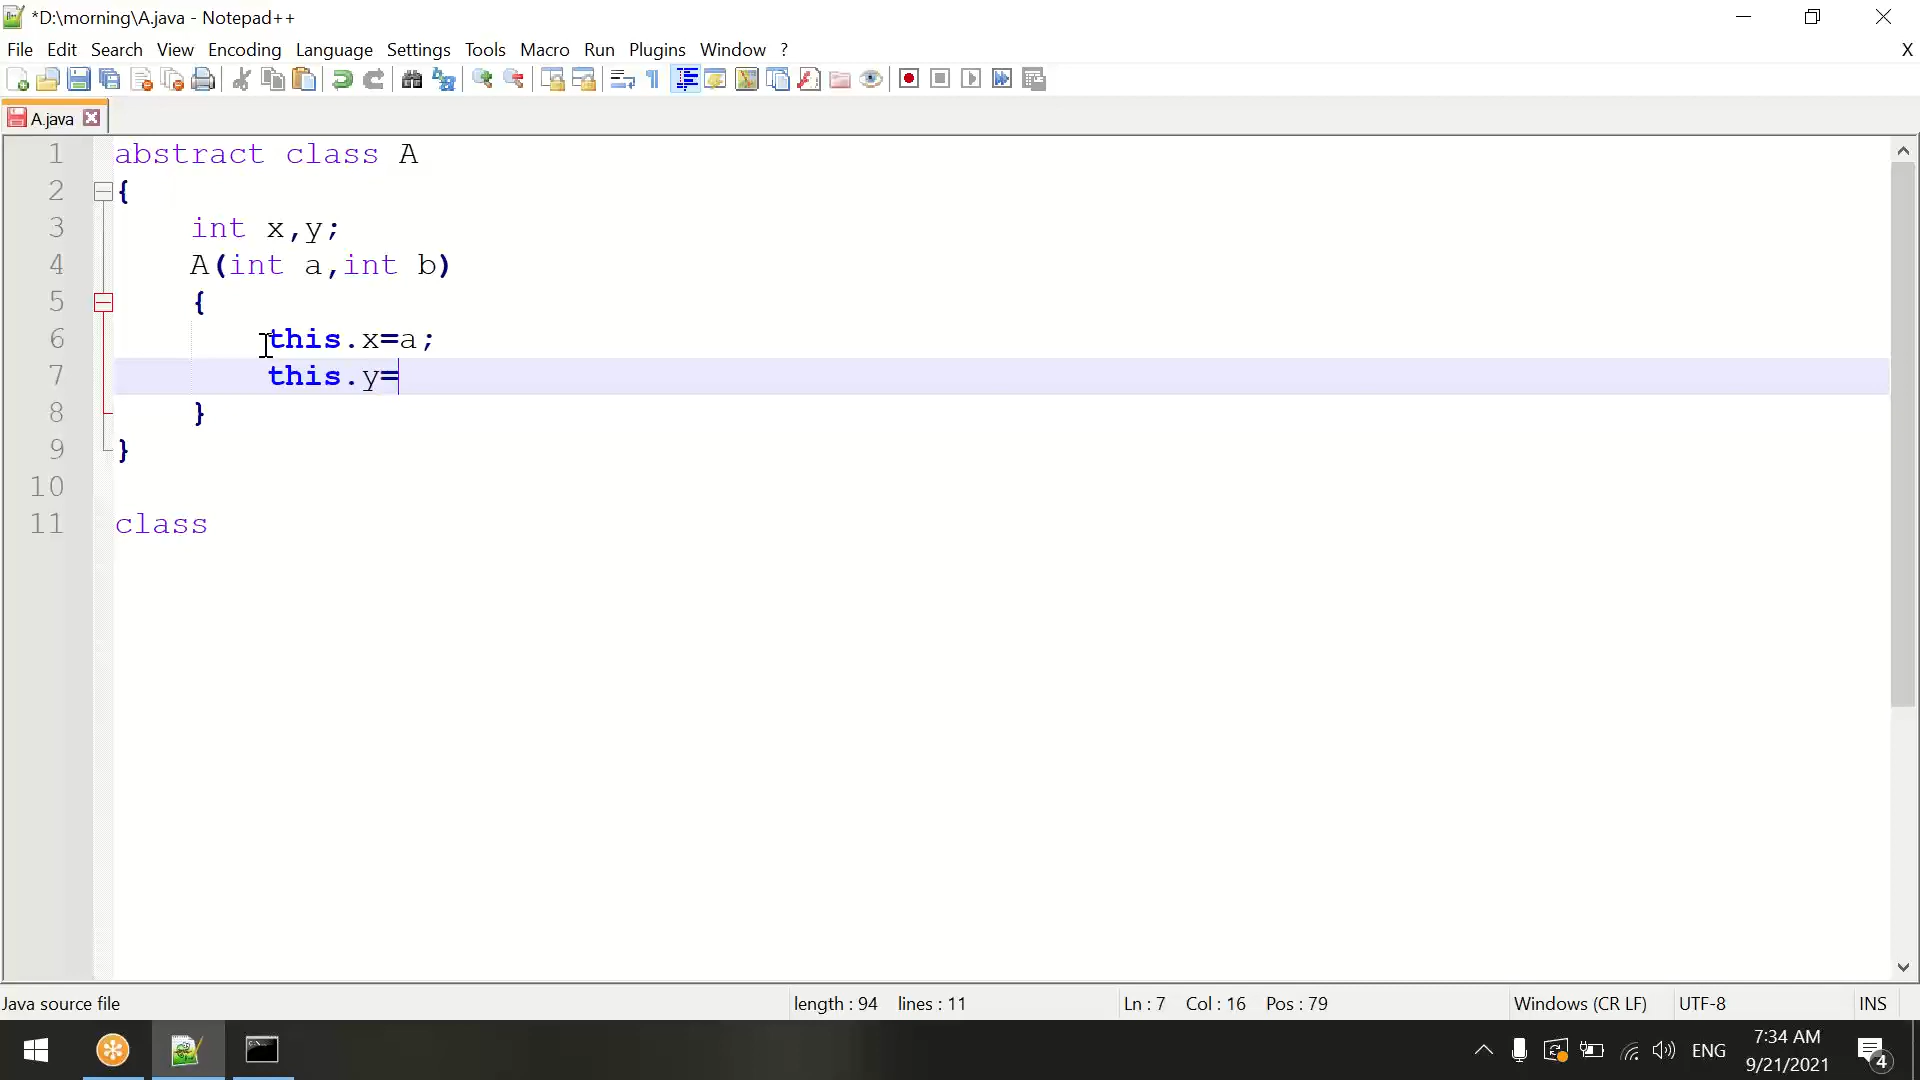 *D:\morning\A.java - Notepad++
File Edit Search View Encoding Language Settings Tools Macro Run Plugins Window ? X
A.java
1 abstract class A
2 {
3 int x,y;
4 A(int a,int b)
5 {
6 this.x=a;
7 this.y=
8 }
9 }
10
11 class
Java source file length : 94 lines : 11 Ln : 7 Col : 16 Pos : 79 Windows (CR LF) UTF-8 INS
ENG 7:34 AM
9/21/2021 4